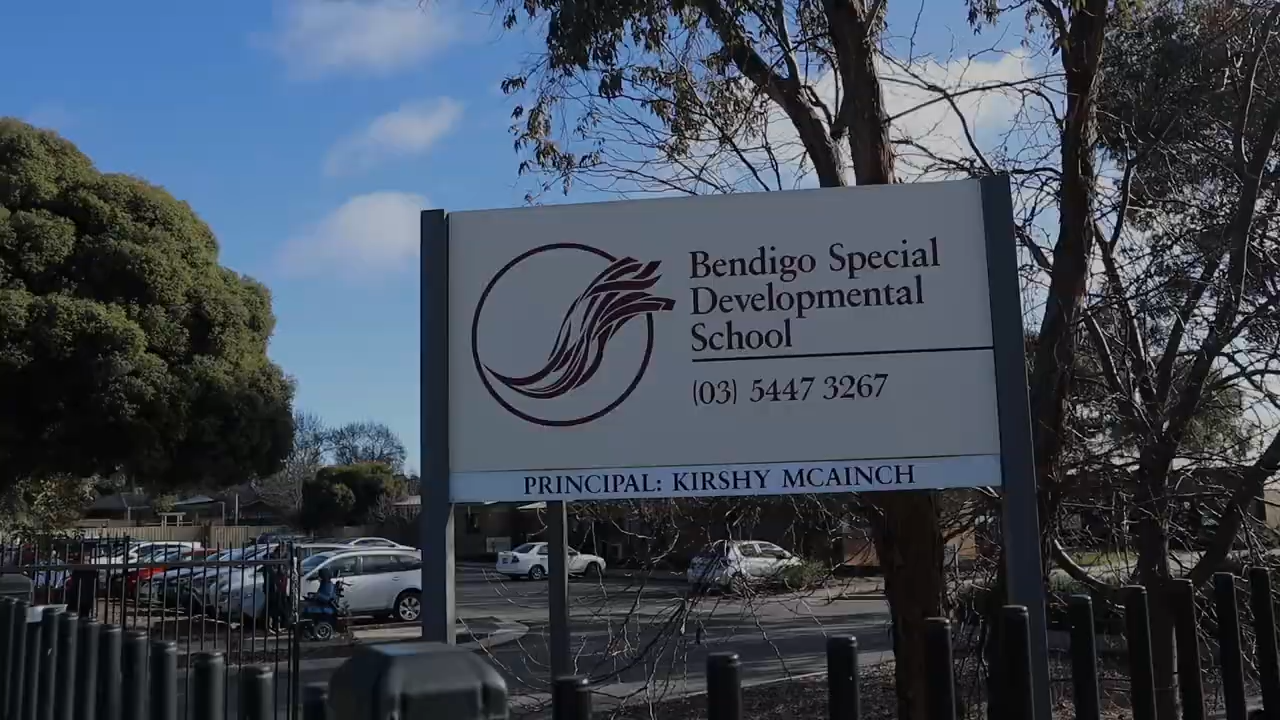 Bendigo Special
Developmental
School
(03) 5447 3267
PRINCIPAL: KIRSHY MCAINCH